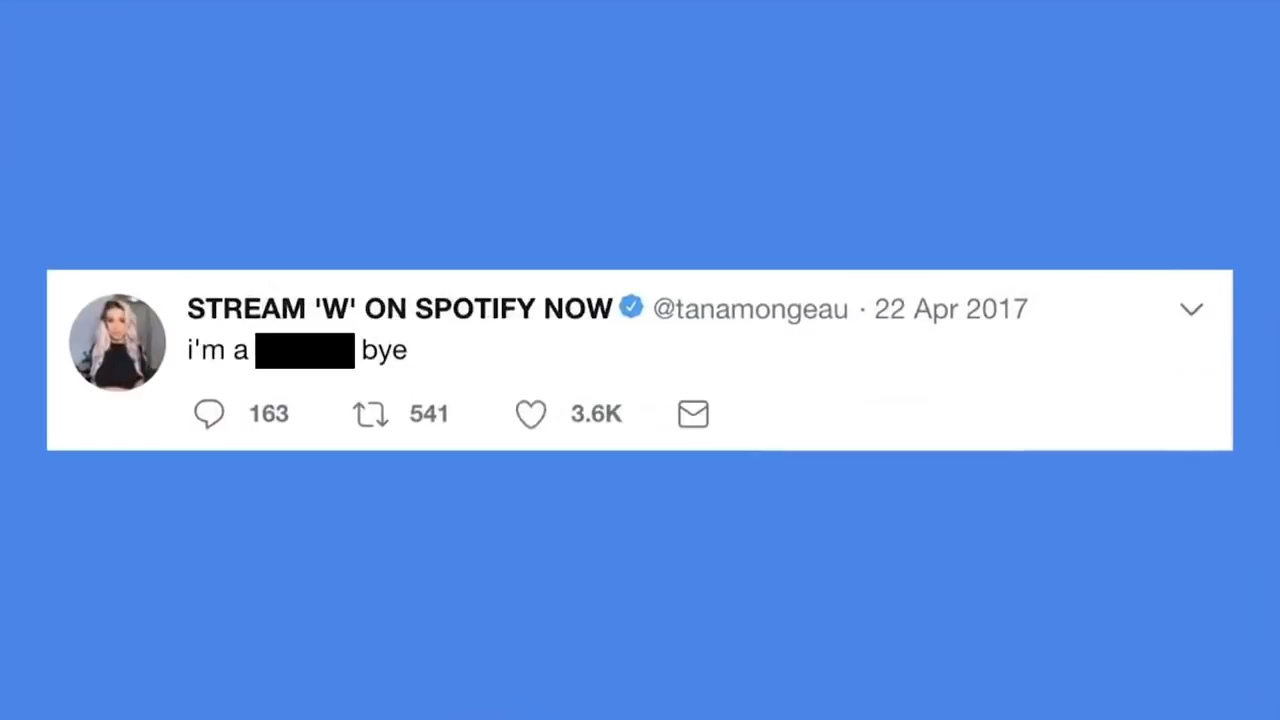 STREAM 'W' ON SPOTIFY NOW @tanamongeau · 22 Apr 2017
i'm a bye
163 541 3.6K